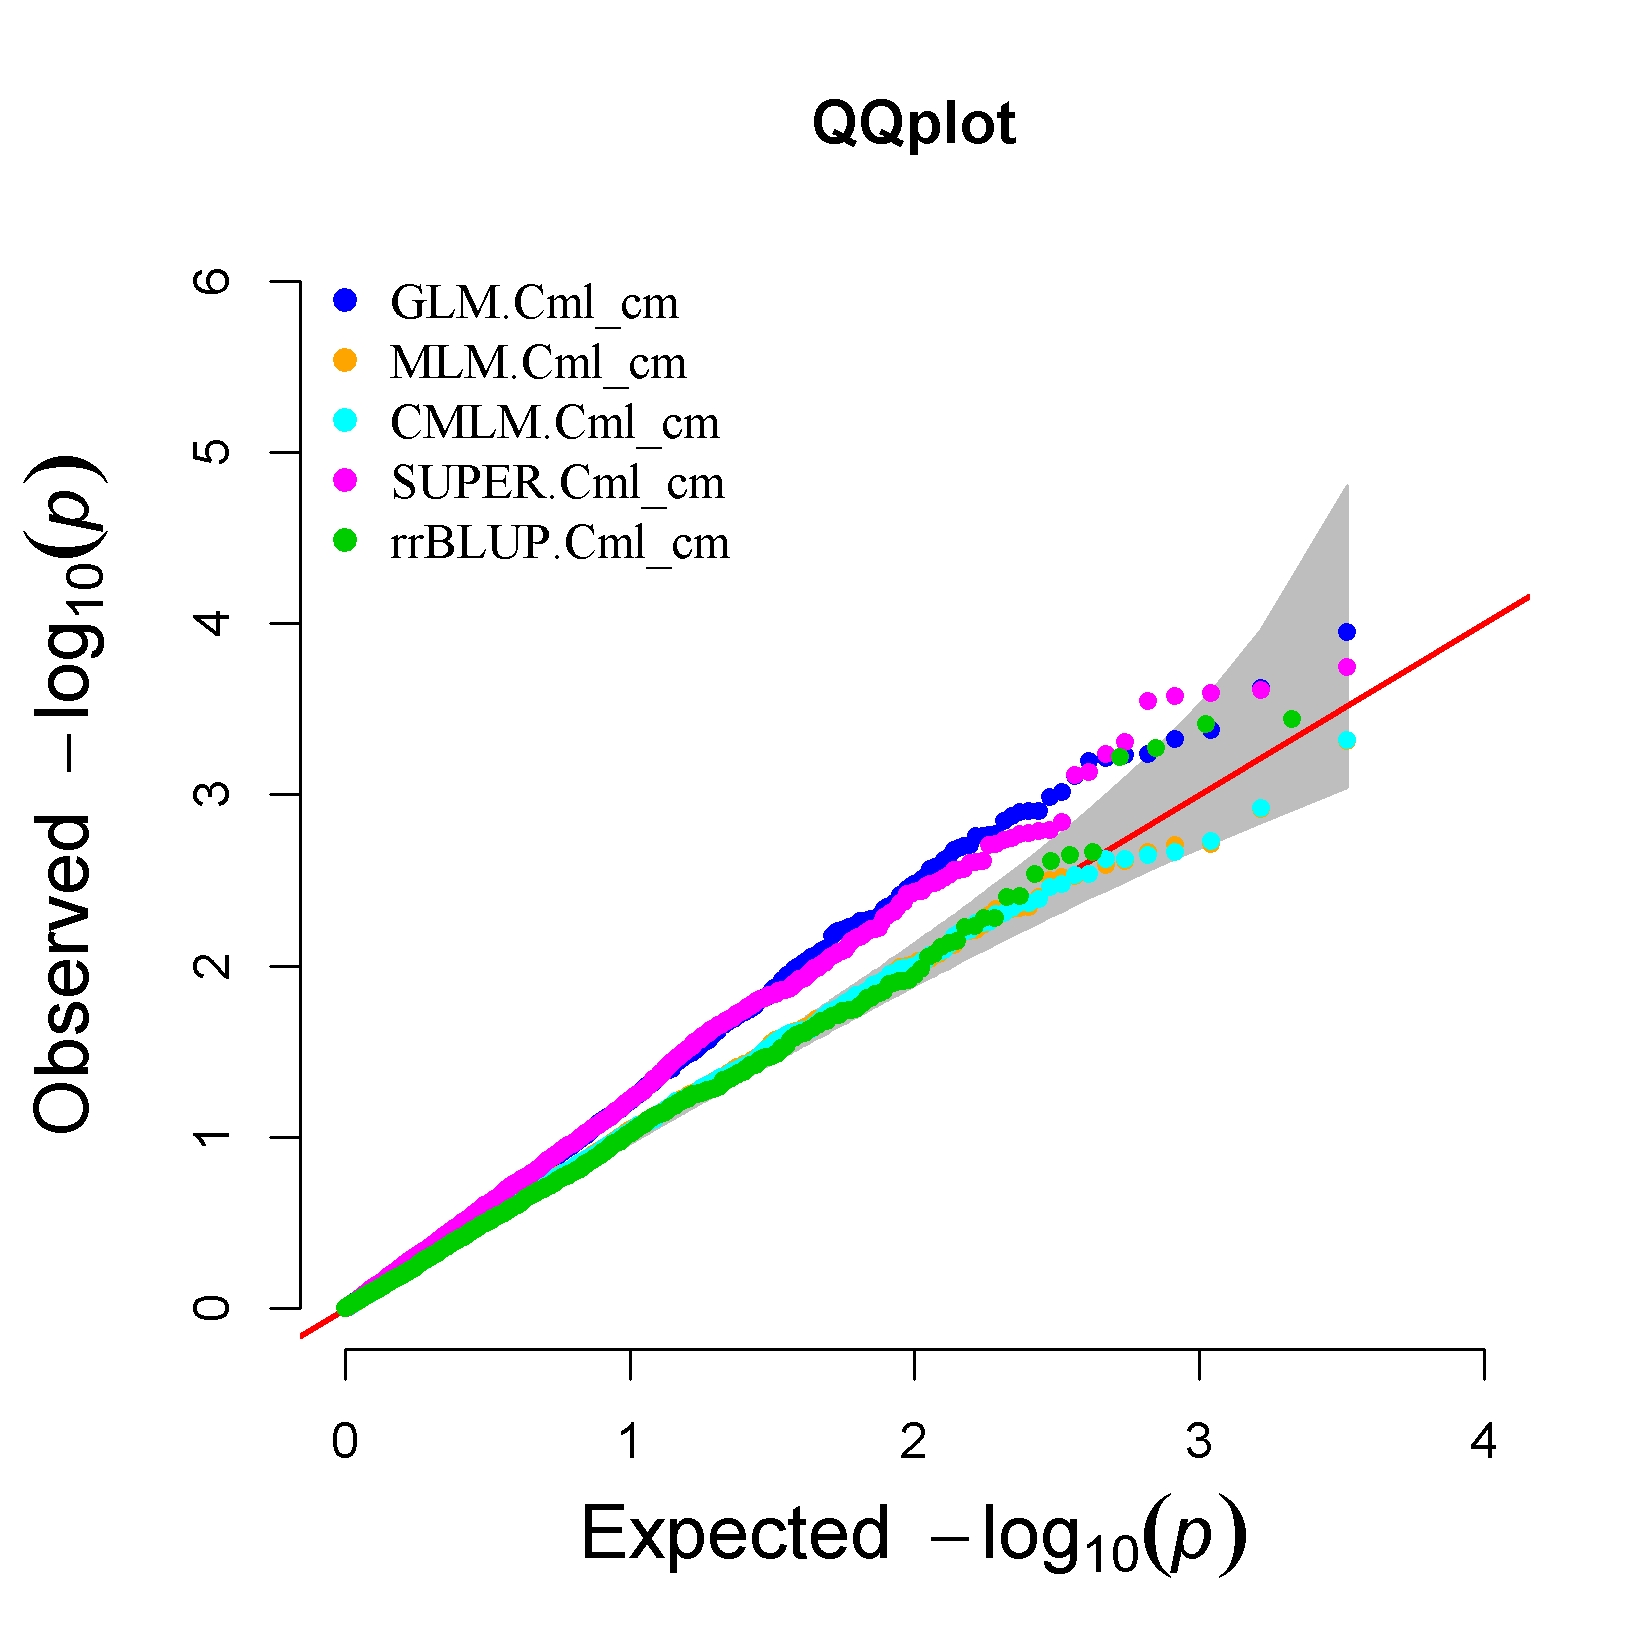 QQplot
6
5
4
3
2
1
0
Observed −log10(p)
GLM.Cml_cm
MLM.Cml_cm
CMLM.Cml_cm
SUPER.Cml_cm
rrBLUP.Cml_cm
0 1 2 3 4
Expected −log10(p)